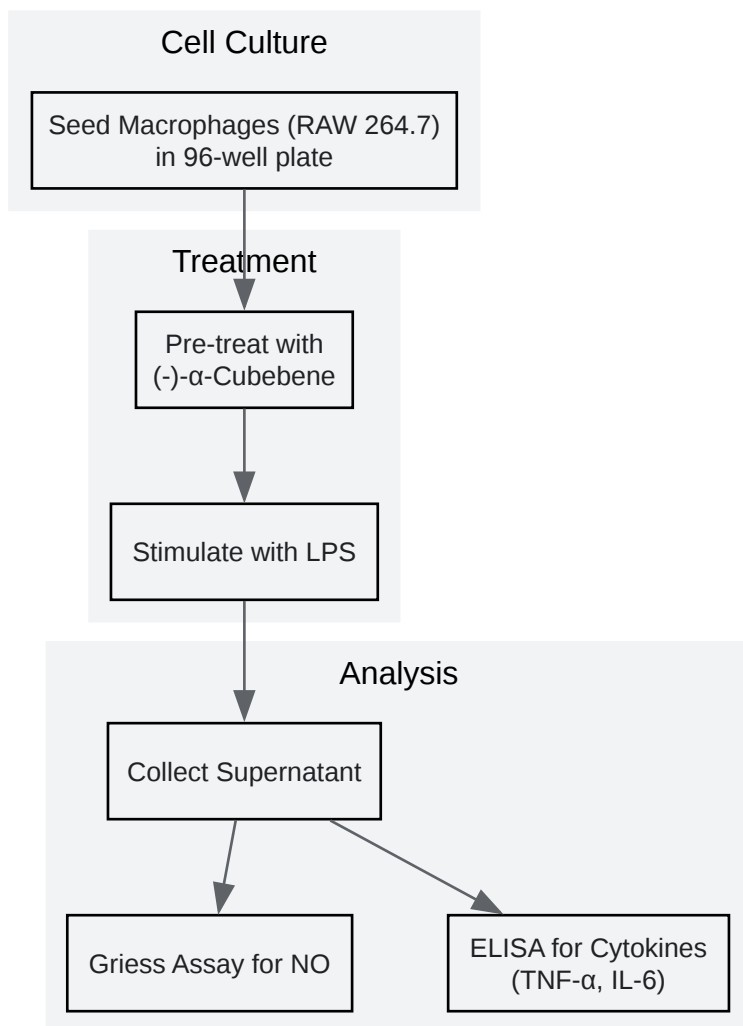 Cell Culture
Seed Macrophages (RAW 264.7)
in 96-well plate
Treatment
Pre-treat with
(-)-α-Cubebene
Stimulate with LPS
Analysis
Collect Supernatant
Griess Assay for NO
ELISA for Cytokines
(TNF-α, IL-6)